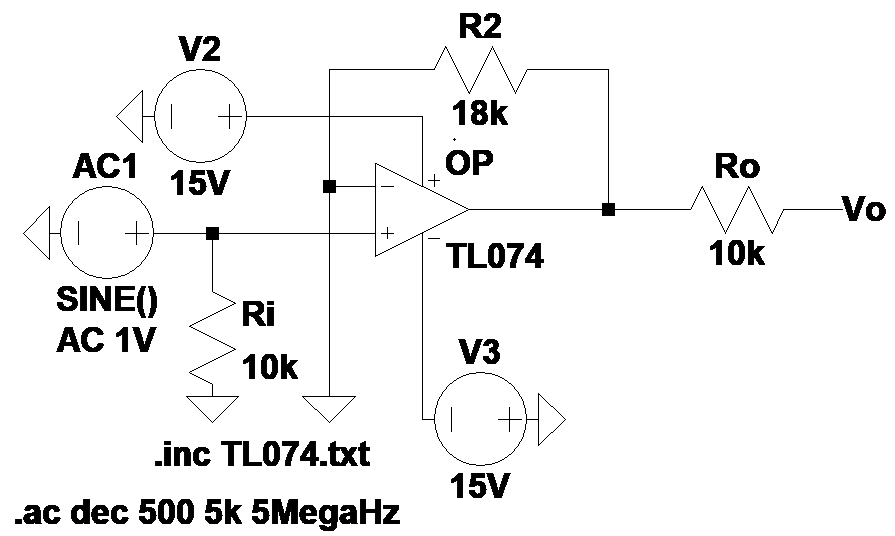 R2
V2
18k
OP
AC1
15V
Ro
- +
+
- +
-
+
-
Vo
10k
TL074
SINE()
AC 1V
Ri
10k
V3
- +
15V
.inc TL074.txt
.ac dec 500 5k 5MegaHz